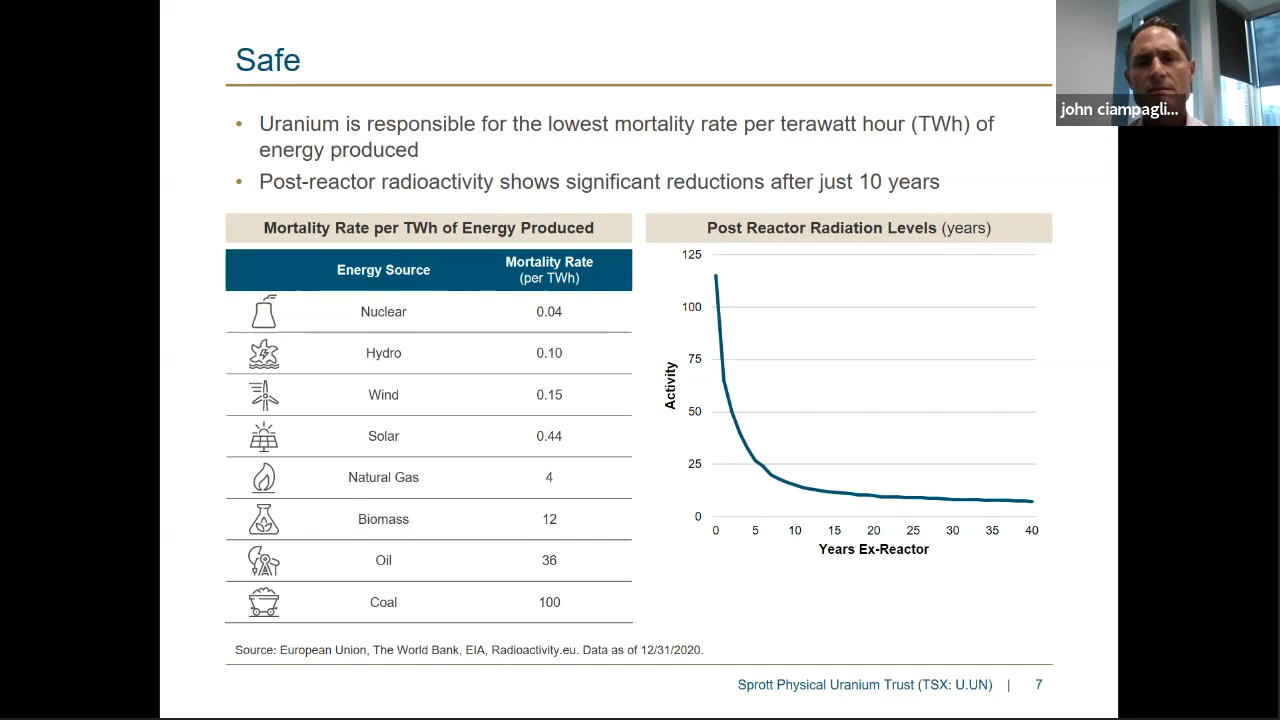 Safe
john ciampagli...
• Uranium is responsible for the lowest mortality rate per terawatt hour (TWh) of
energy produced
• Post-reactor radioactivity shows significant reductions after just 10 years
Mortality Rate per TWh of Energy Produced
Energy Source
Mortality Rate
(per TWh)
Nuclear 0.04
Hydro 0.10
Wind 0.15
Solar 0.44
Natural Gas 4
Biomass 12
Oil 36
Coal 100
Post Reactor Radiation Levels (years)
125
100
75
50
25
0
Activity
0 5 10 15 20 25 30 35 40
Years Ex-Reactor
Source: European Union, The World Bank, EIA, Radioactivity.eu. Data as of 12/31/2020.
Sprott Physical Uranium Trust (TSX: U.UN) | 7